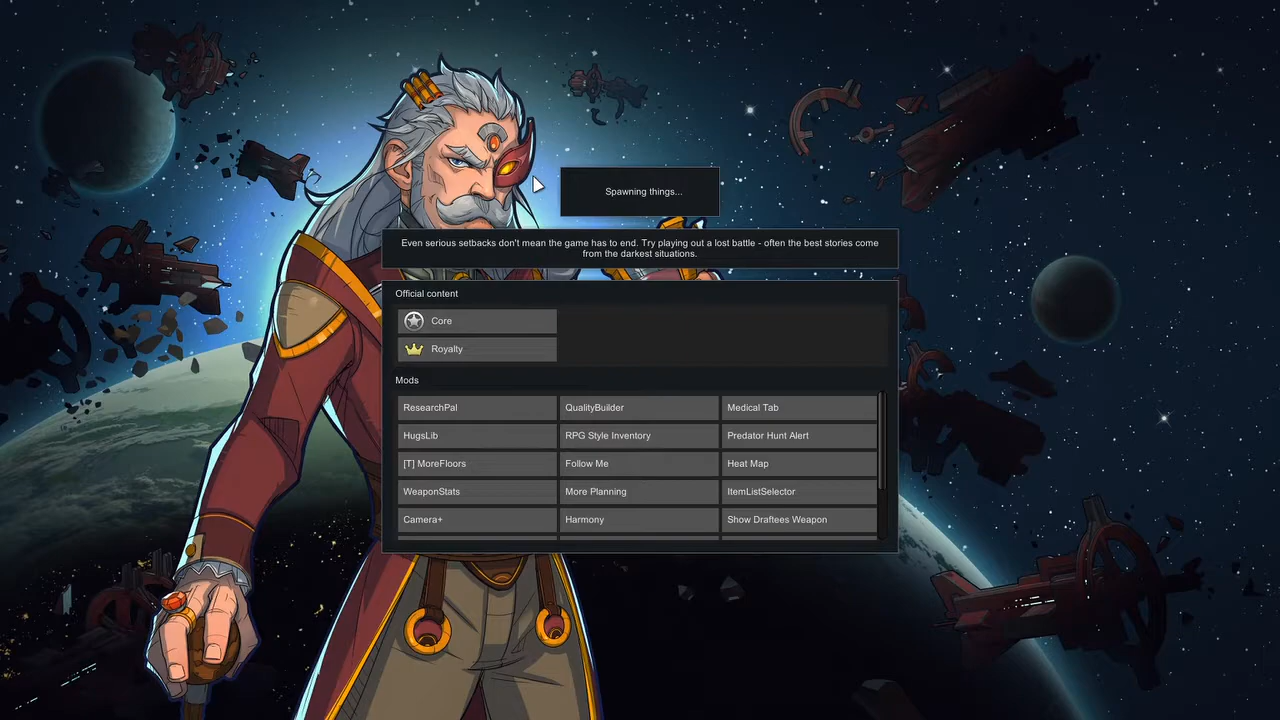 Spawning things...
Even serious setbacks don't mean the game has to end. Try playing out a lost battle - often the best stories come
from the darkest situations.
Official content
Core
Royalty
Mods
ResearchPal QualityBuilder Medical Tab
HugsLib RPG Style Inventory Predator Hunt Alert
[T] MoreFloors Follow Me Heat Map
WeaponStats More Planning ItemListSelector
Camera+ Harmony Show Draftees Weapon